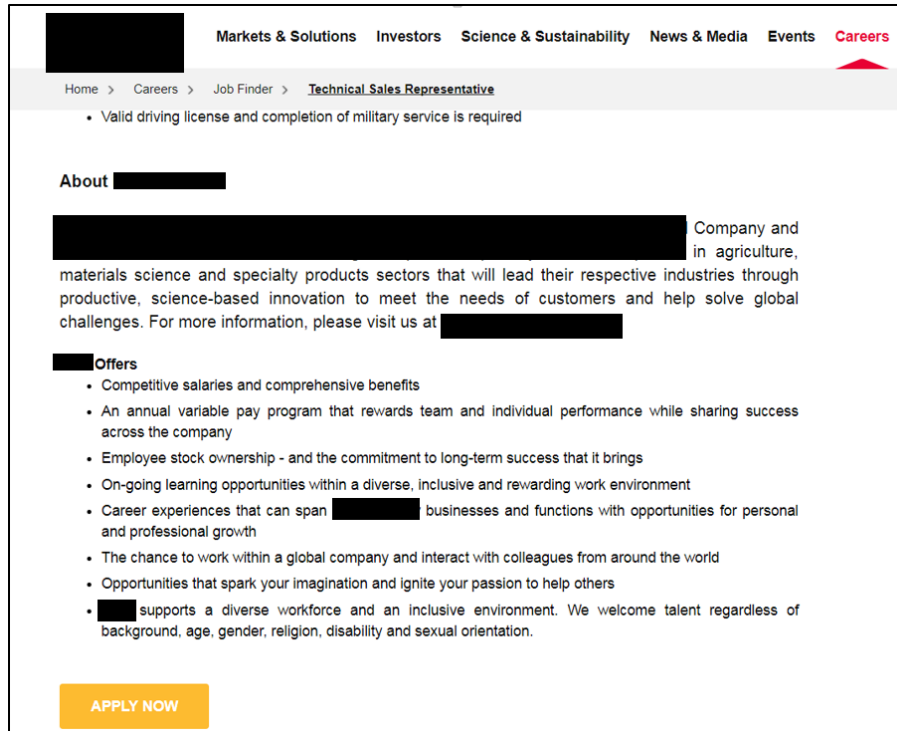 Markets & Solutions Investors Science & Sustainability News & Media Events Careers
Home > Careers > Job Finder > Technical Sales Representative
• Valid driving license and completion of military service is required
About
Company and
in agriculture,
materials science and specialty products sectors that will lead their respective industries through
productive, science-based innovation to meet the needs of customers and help solve global
challenges. For more information, please visit us at
Offers
• Competitive salaries and comprehensive benefits
• An annual variable pay program that rewards team and individual performance while sharing success
across the company
• Employee stock ownership - and the commitment to long-term success that it brings
• On-going learning opportunities within a diverse, inclusive and rewarding work environment
• Career experiences that can span businesses and functions with opportunities for personal
and professional growth
• The chance to work within a global company and interact with colleagues from around the world
• Opportunities that spark your imagination and ignite your passion to help others
• supports a diverse workforce and an inclusive environment. We welcome talent regardless of
background, age, gender, religion, disability and sexual orientation.
APPLY NOW